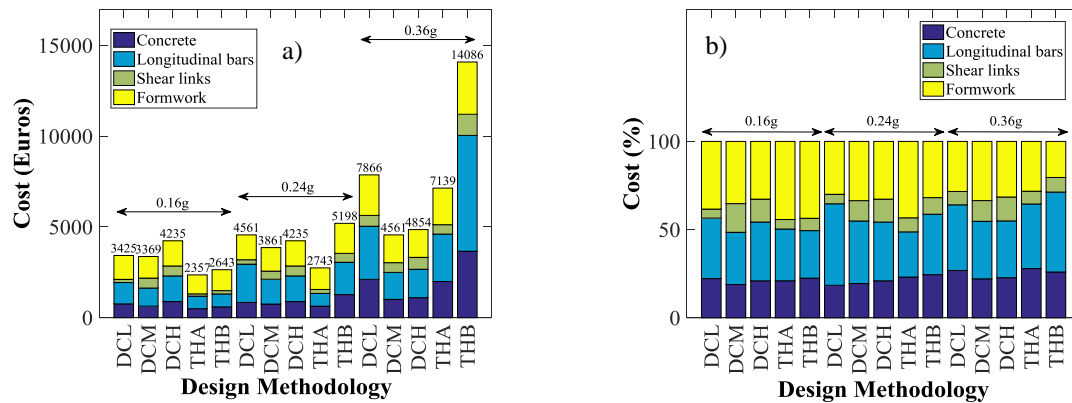 a)
Cost (Euros)
15000
10000
5000
0
Concrete
Longitudinal bars
Shear links
Formwork
0.16g
0.24g
0.36g
3425
3369
4235
2357
2643
4561
3861
4235
2743
5198
7866
4561
4854
7139
14086
DCL
DCM
DCH
THA
THB
DCL
DCM
DCH
THA
THB
DCL
DCM
DCH
THA
THB
Design Methodology
b)
Cost (%)
100
50
0
Concrete
Longitudinal bars
Shear links
Formwork
0.16g
0.24g
0.36g
DCL
DCM
DCH
THA
THB
DCL
DCM
DCH
THA
THB
DCL
DCM
DCH
THA
THB
Design Methodology